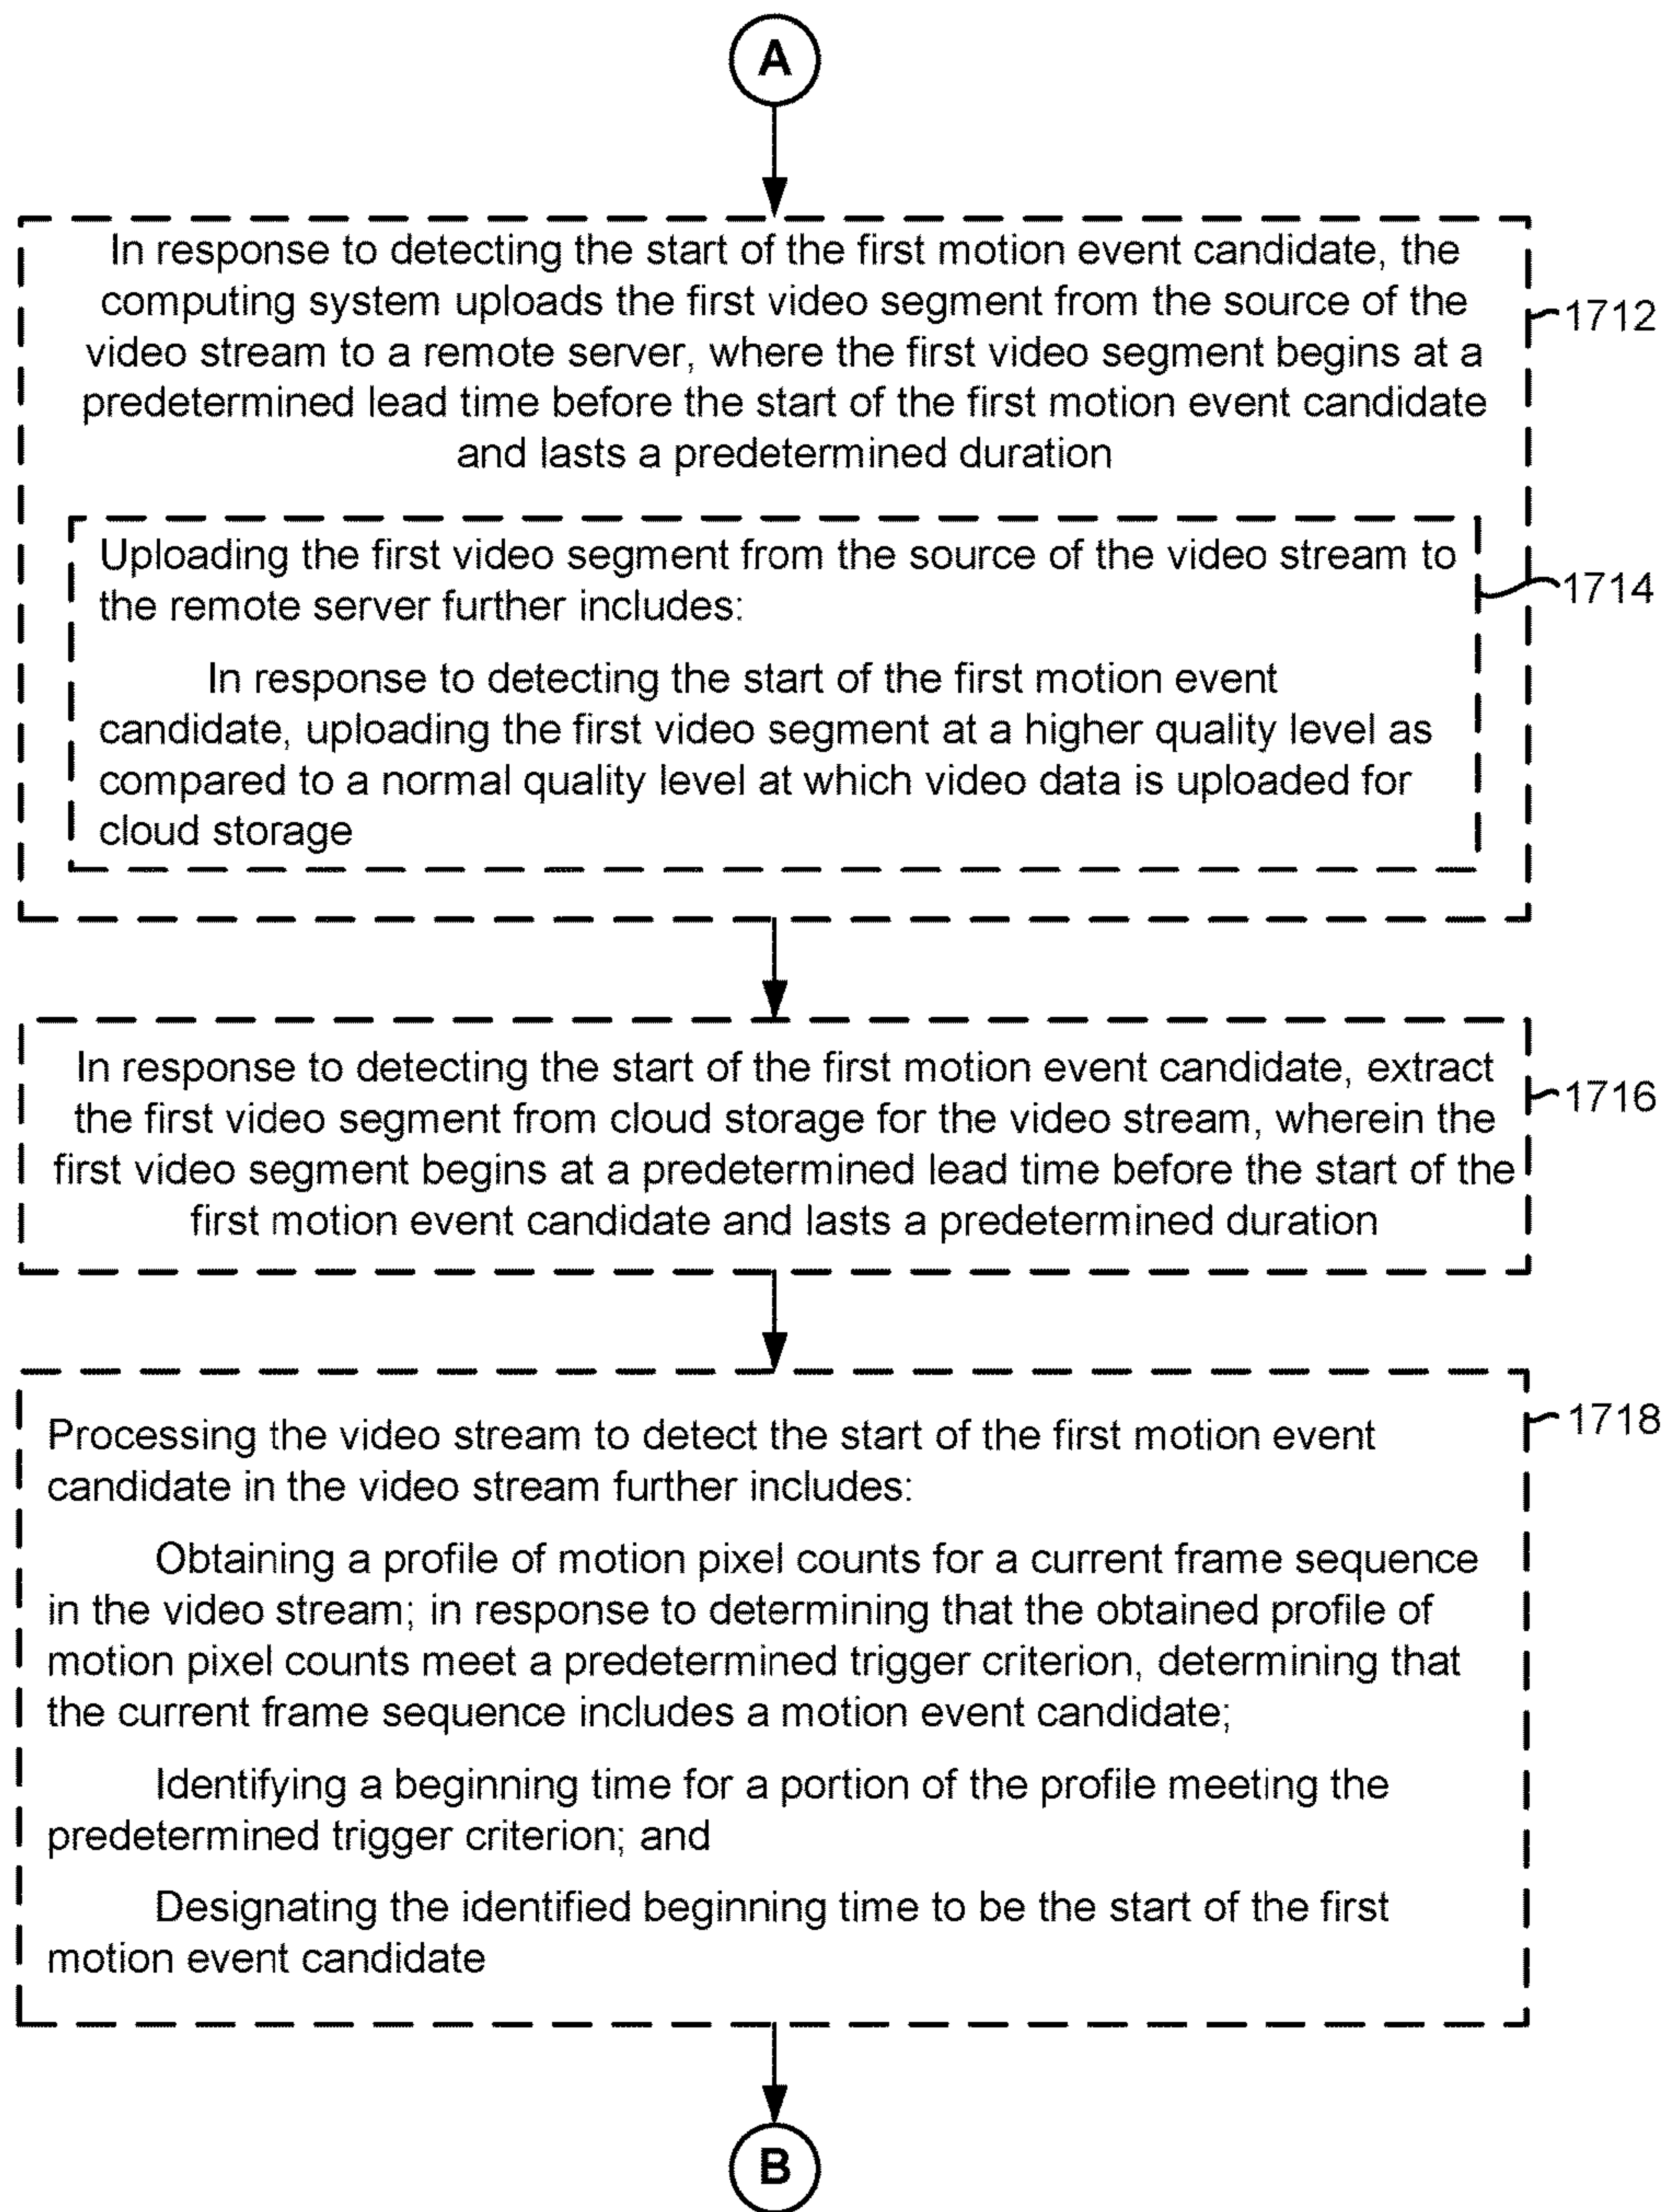 A
In response to detecting the start of the first motion event candidate, the
computing system uploads the first video segment from the source of the
video stream to a remote server, where the first video segment begins at a
predetermined lead time before the start of the first motion event candidate
and lasts a predetermined duration
1712
Uploading the first video segment from the source of the video stream to
the remote server further includes:
1714
In response to detecting the start of the first motion event
candidate, uploading the first video segment at a higher quality level as
compared to a normal quality level at which video data is uploaded for
cloud storage
In response to detecting the start of the first motion event candidate, extract
the first video segment from cloud storage for the video stream, wherein the
first video segment begins at a predetermined lead time before the start of the
first motion event candidate and lasts a predetermined duration
1716
Processing the video stream to detect the start of the first motion event
candidate in the video stream further includes:
1718
Obtaining a profile of motion pixel counts for a current frame sequence
in the video stream; in response to determining that the obtained profile of
motion pixel counts meet a predetermined trigger criterion, determining that
the current frame sequence includes a motion event candidate;
Identifying a beginning time for a portion of the profile meeting the
predetermined trigger criterion; and
Designating the identified beginning time to be the start of the first
motion event candidate
B